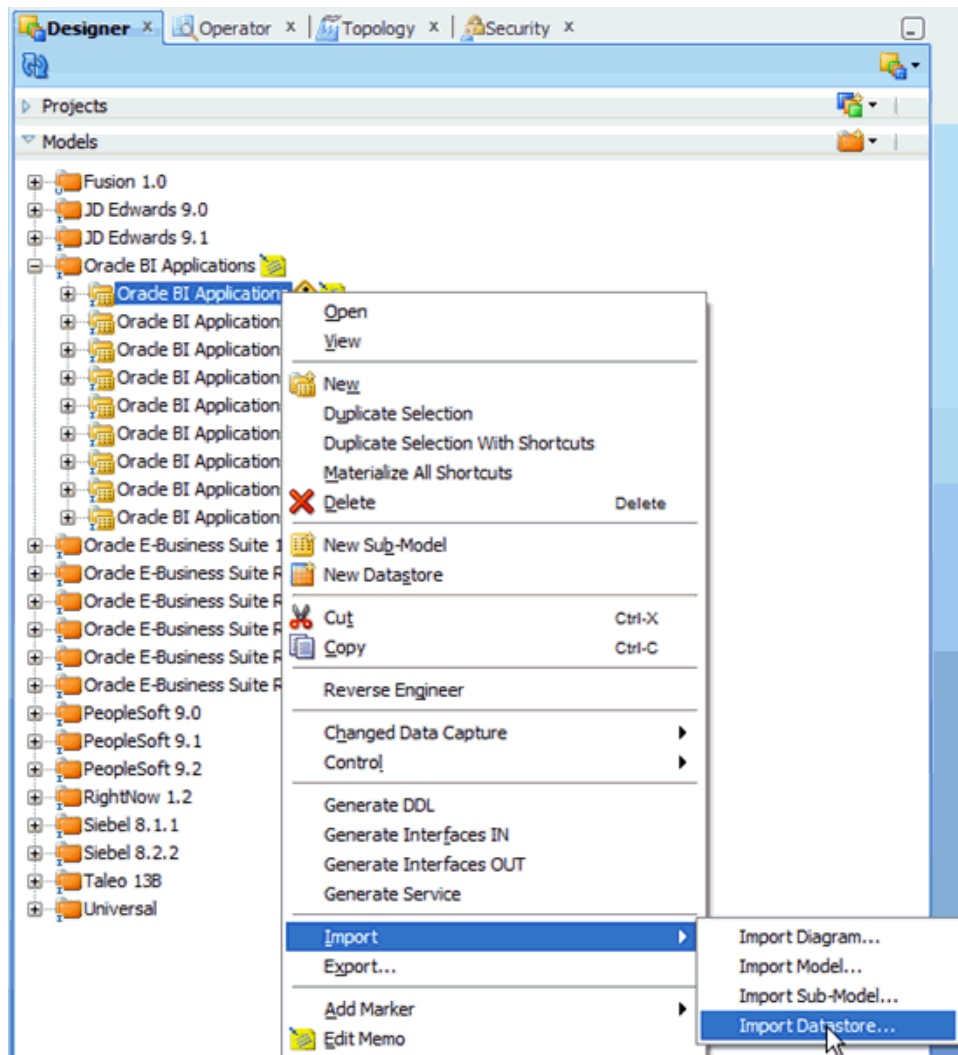 Designer x Operator x Topology x Security x
Projects
Models
Fusion 1.0
JD Edwards 9.0
JD Edwards 9.1
Oracle BI Applications
Oracle BI Applications
Oracle BI Application
Oracle BI Application
Oracle BI Application
Oracle BI Application
Oracle BI Application
Oracle BI Application
Oracle BI Application
Oracle BI Application
Oracle E-Business Suite 1
Oracle E-Business Suite R
Oracle E-Business Suite R
Oracle E-Business Suite R
Oracle E-Business Suite R
Oracle E-Business Suite R
PeopleSoft 9.0
PeopleSoft 9.1
PeopleSoft 9.2
RightNow 1.2
Siebel 8.1.1
Siebel 8.2.2
Taleo 13B
Universal
Open
View
New
Duplicate Selection
Duplicate Selection With Shortcuts
Materialize All Shortcuts
Delete Delete
New Sub-Model
New Datastore
Cut Ctrl-X
Copy Ctrl-C
Reverse Engineer
Changed Data Capture
Control
Generate DDL
Generate Interfaces IN
Generate Interfaces OUT
Generate Service
Import
Export...
Add Marker
Edit Memo
Import Diagram...
Import Model...
Import Sub-Model...
Import Datastore...